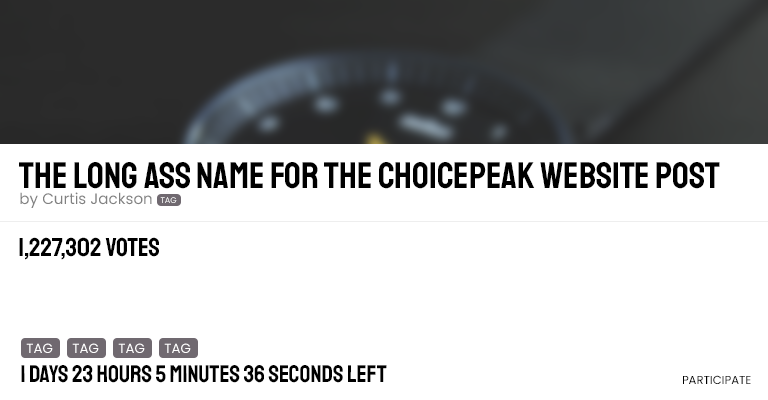 THE LONG ASS NAME FOR THE CHOICEPEAK WEBSITE POST
by Curtis Jackson TAG
1,227,302 VOTES
TAG TAG TAG TAG
1 DAYS 23 HOURS 5 MINUTES 36 SECONDS LEFT
PARTICIPATE